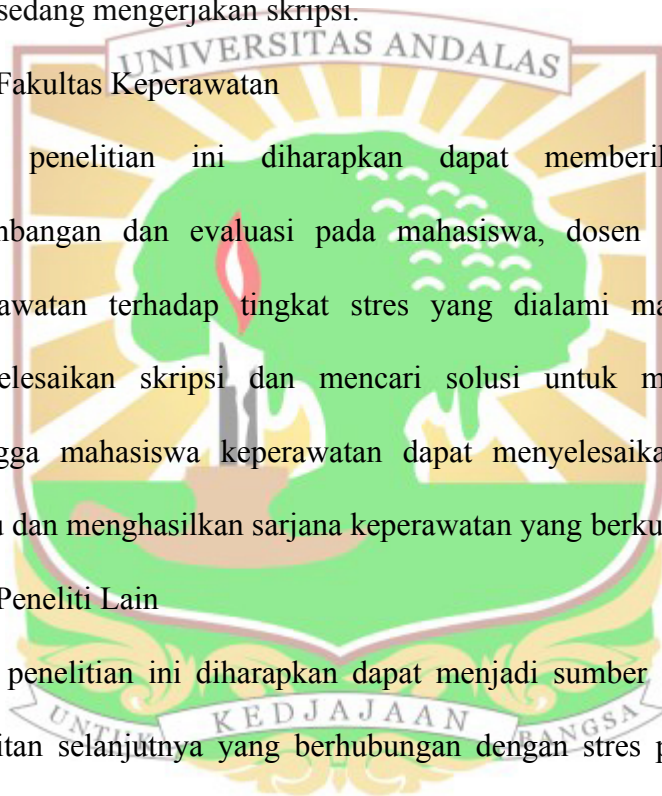 sedang mengerjakan skripsi.
UNIVERSITAS ANDALAS
Fakultas Keperawatan
penelitian ini diharapkan dapat memberi
mbangan dan evaluasi pada mahasiswa, dosen
awatan terhadap tingkat stres yang dialami ma
elesaikan skripsi dan mencari solusi untuk m
gga mahasiswa keperawatan dapat menyelesaika
u dan menghasilkan sarjana keperawatan yang berku
Peneliti Lain
penelitian ini diharapkan dapat menjadi sumber
UNTUK KEDJAJAAN BANGSA
itan selanjutnya yang berhubungan dengan stres p